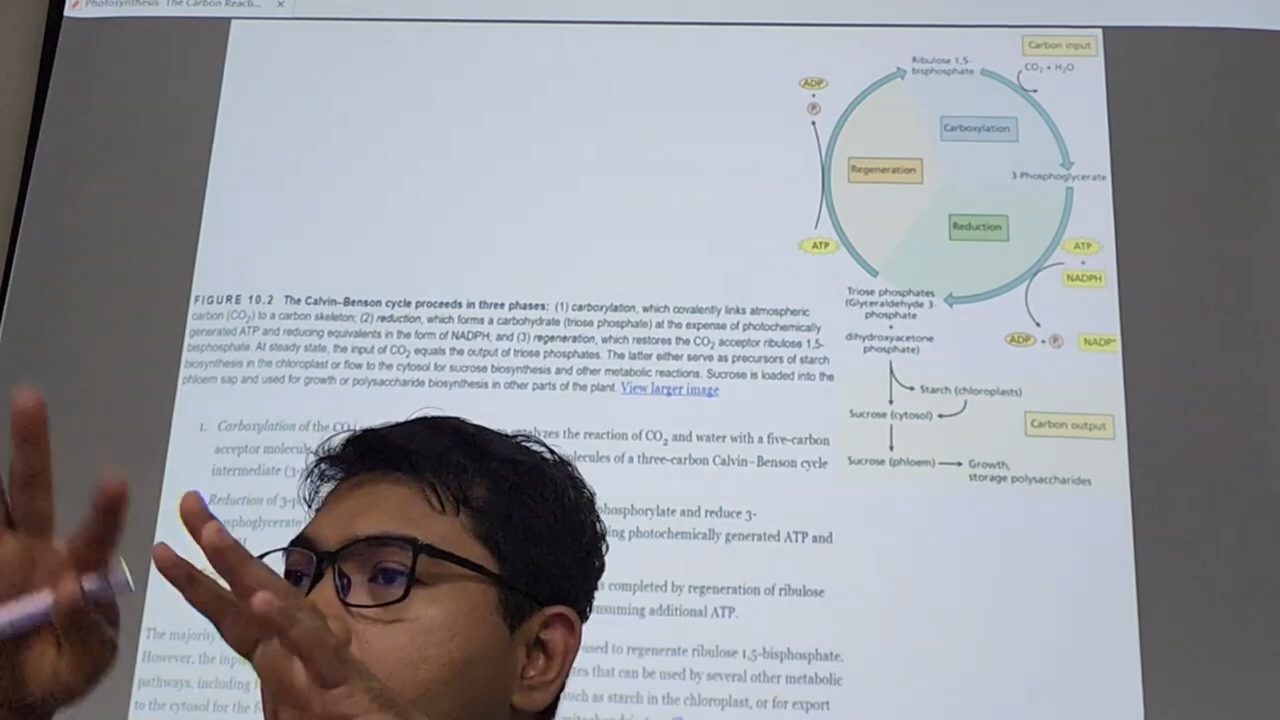 Photosynthesis- The Carbon Reacti...
Carbon input
Ribulose 1,5-
bisphosphate
CO₂ + H₂O
ADP
+
P
Carboxylation
Regeneration
3-Phosphoglycerate
Reduction
ATP
ATP
+
NADPH
Triose phosphates
(Glyceraldehyde 3-
phosphate
+
dihydroxyacetone
phosphate)
ADP + P NADP⁺
Starch (chloroplasts)
Sucrose (cytosol)
Carbon output
Sucrose (phloem) Growth,
storage polysaccharides
FIGURE 10.2 The Calvin–Benson cycle proceeds in three phases: (1) carboxylation, which covalently links atmospheric
carbon (CO₂) to a carbon skeleton; (2) reduction, which forms a carbohydrate (triose phosphate) at the expense of photochemically
generated ATP and reducing equivalents in the form of NADPH; and (3) regeneration, which restores the CO₂ acceptor ribulose 1,5-
bisphosphate. At steady state, the input of CO₂ equals the output of triose phosphates. The latter either serve as precursors of starch
biosynthesis in the chloroplast or flow to the cytosol for sucrose biosynthesis and other metabolic reactions. Sucrose is loaded into the
phloem sap and used for growth or polysaccharide biosynthesis in other parts of the plant. View larger image
1. Carboxylation of the CO₂ the reaction of CO₂ and water with a five-carbon
acceptor of a three-carbon Calvin–Benson cycle
intermediate
Reduction of phosphorylate and reduce 3-
photochemically generated ATP and
completed by regeneration of ribulose
additional ATP.
The majority used to regenerate ribulose 1,5-bisphosphate.
However, the that can be used by several other metabolic
pathways, including such as starch in the chloroplast, or for export
to the cytosol for the